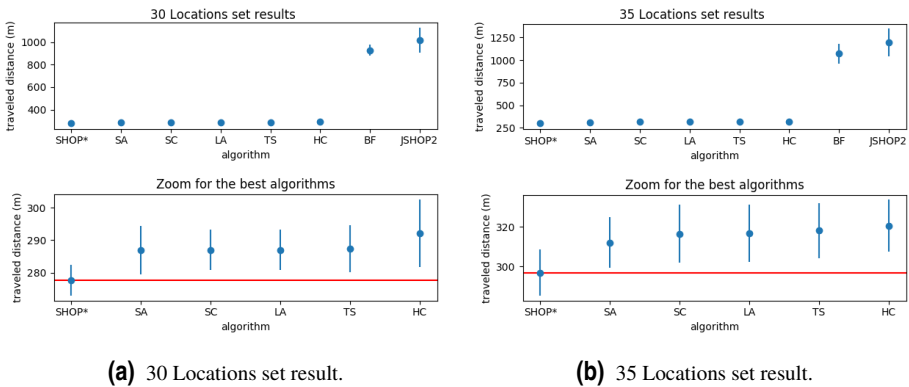 30 Locations set results
traveled distance (m)
1000
800
600
400
SHOP* SA SC LA TS HC BF JSHOP2
algorithm
Zoom for the best algorithms
traveled distance (m)
300
290
280
SHOP* SA SC LA TS HC
algorithm
(a) 30 Locations set result.
35 Locations set results
traveled distance (m)
1250
1000
750
500
250
SHOP* SA SC LA TS HC BF JSHOP2
algorithm
Zoom for the best algorithms
traveled distance (m)
320
300
SHOP* SA SC LA TS HC
algorithm
(b) 35 Locations set result.